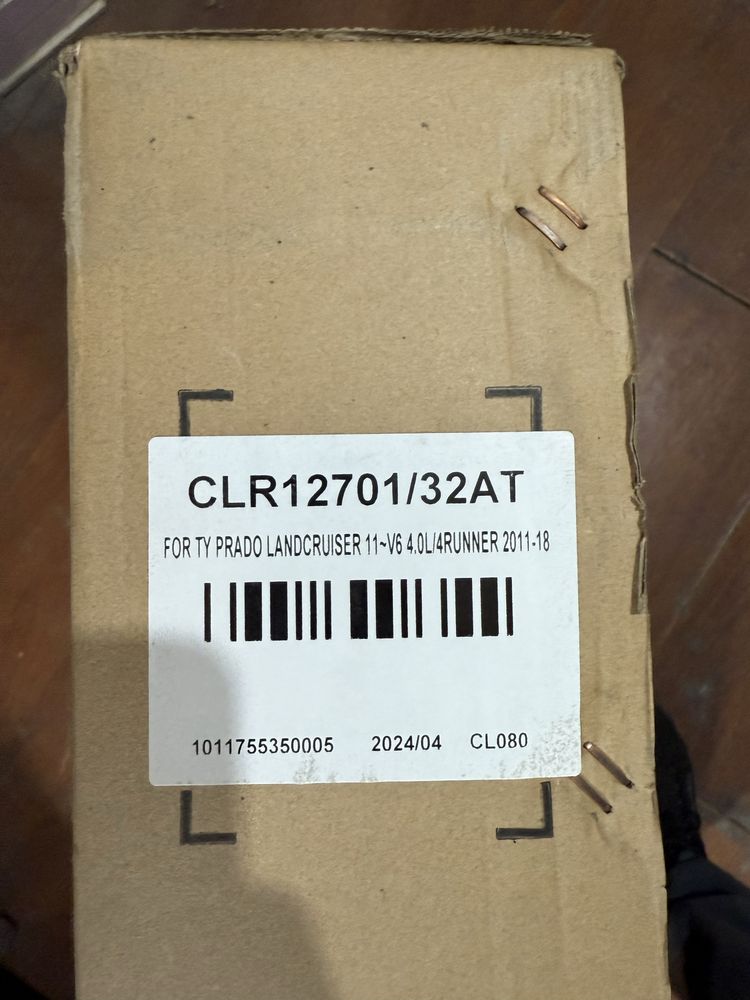 CLR12701/32AT
FOR TY PRADO LANDCRUISER 11~V6 4.0L/4RUNNER 2011-18
1011755350005 2024/04 CL080